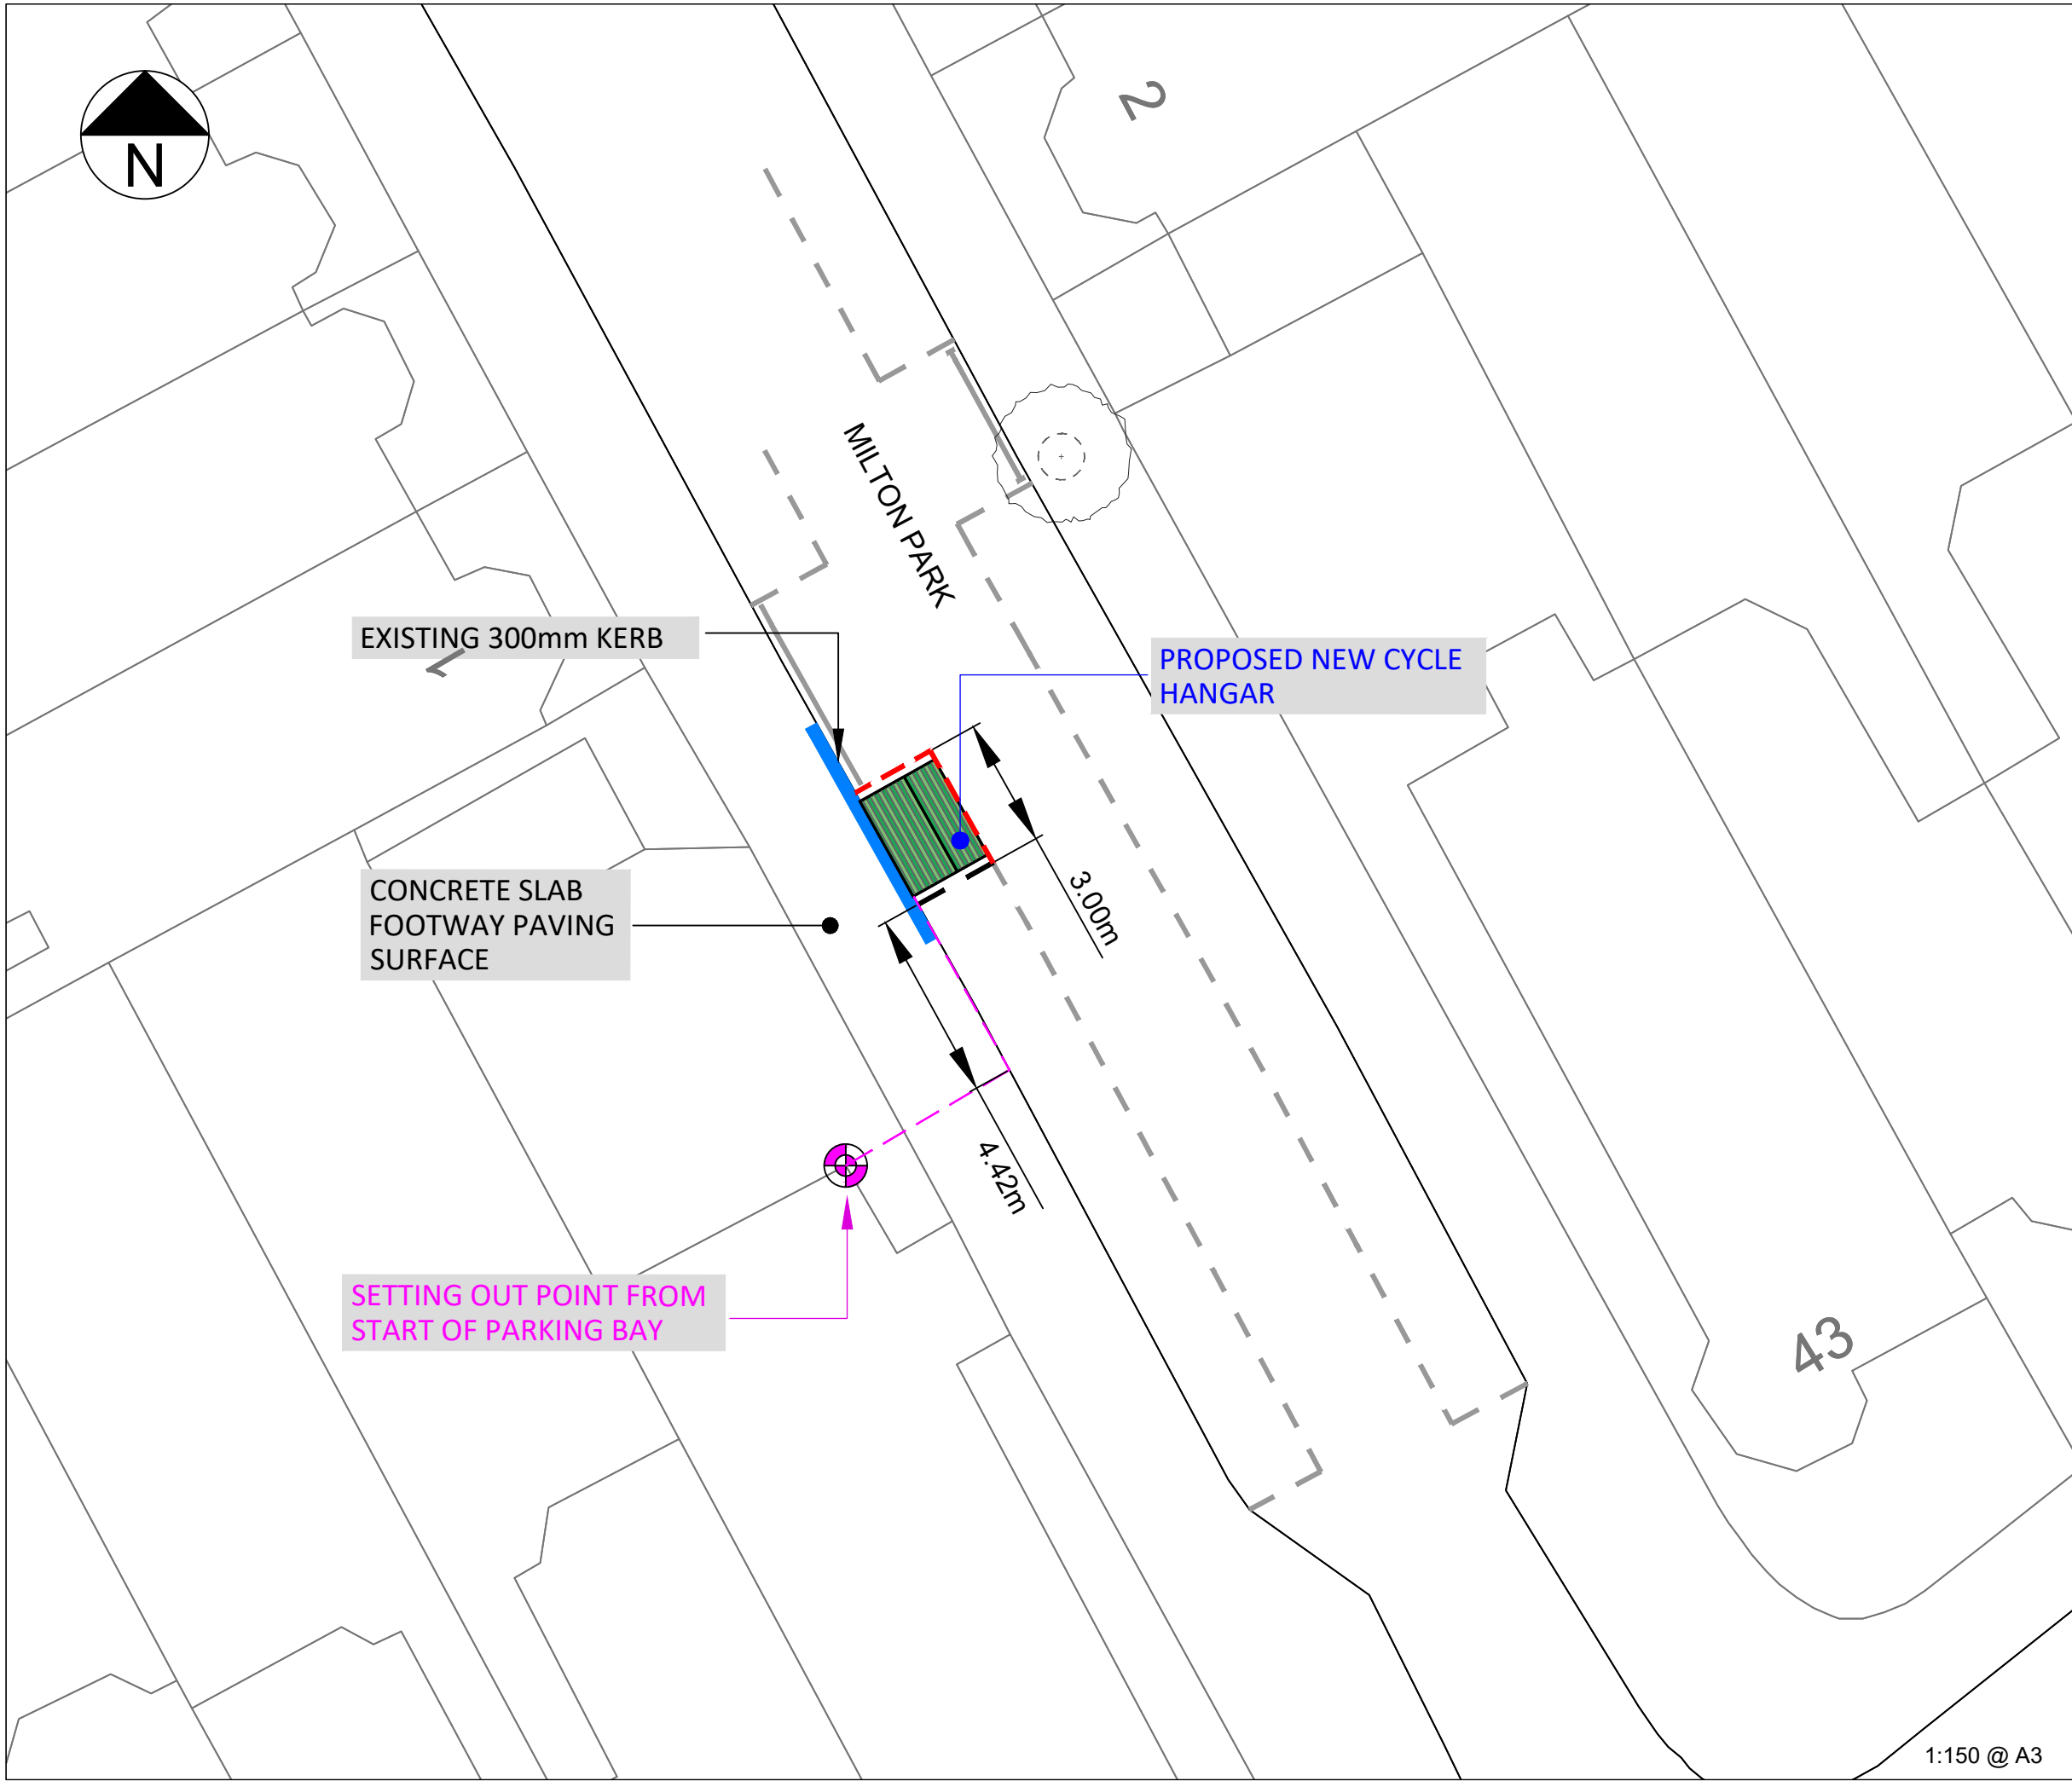 N
2
MILTON PARK
EXISTING 300mm KERB
1
PROPOSED NEW CYCLE
HANGAR
3.00m
CONCRETE SLAB
FOOTWAY PAVING
SURFACE
4.42m
SETTING OUT POINT FROM
START OF PARKING BAY
43
1:150 @ A3